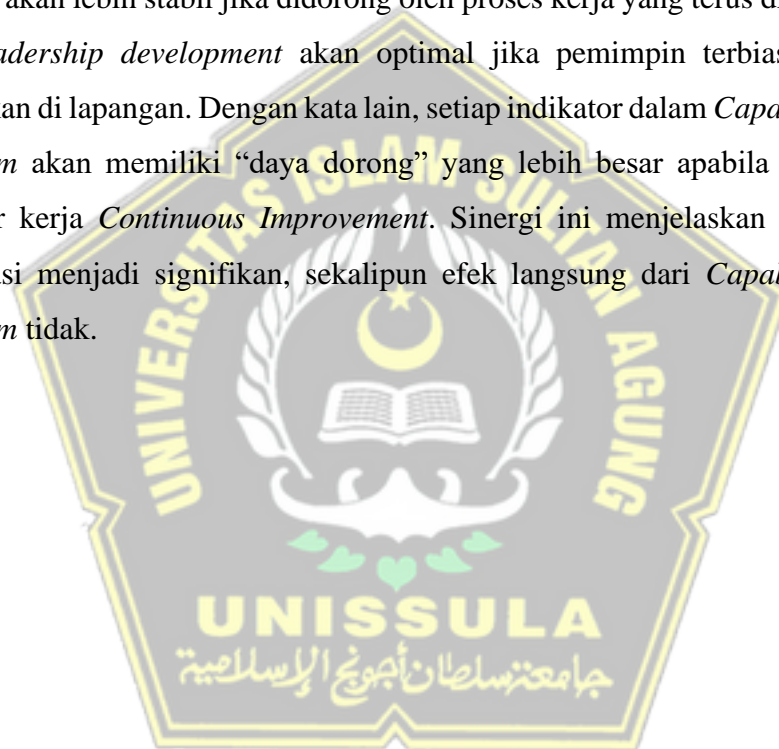 akan lebih stabil jika didorong oleh proses kerja yang terus di
adership development akan optimal jika pemimpin terbias
kan di lapangan. Dengan kata lain, setiap indikator dalam Capa
m akan memiliki “daya dorong” yang lebih besar apabila
r kerja Continuous Improvement. Sinergi ini menjelaskan
si menjadi signifikan, sekalipun efek langsung dari Capal
m tidak.
UNIVERSITAS ISLAM SULTAN AGUNG
UNISSULA
جامعة سلطان أجونج الإسلامية